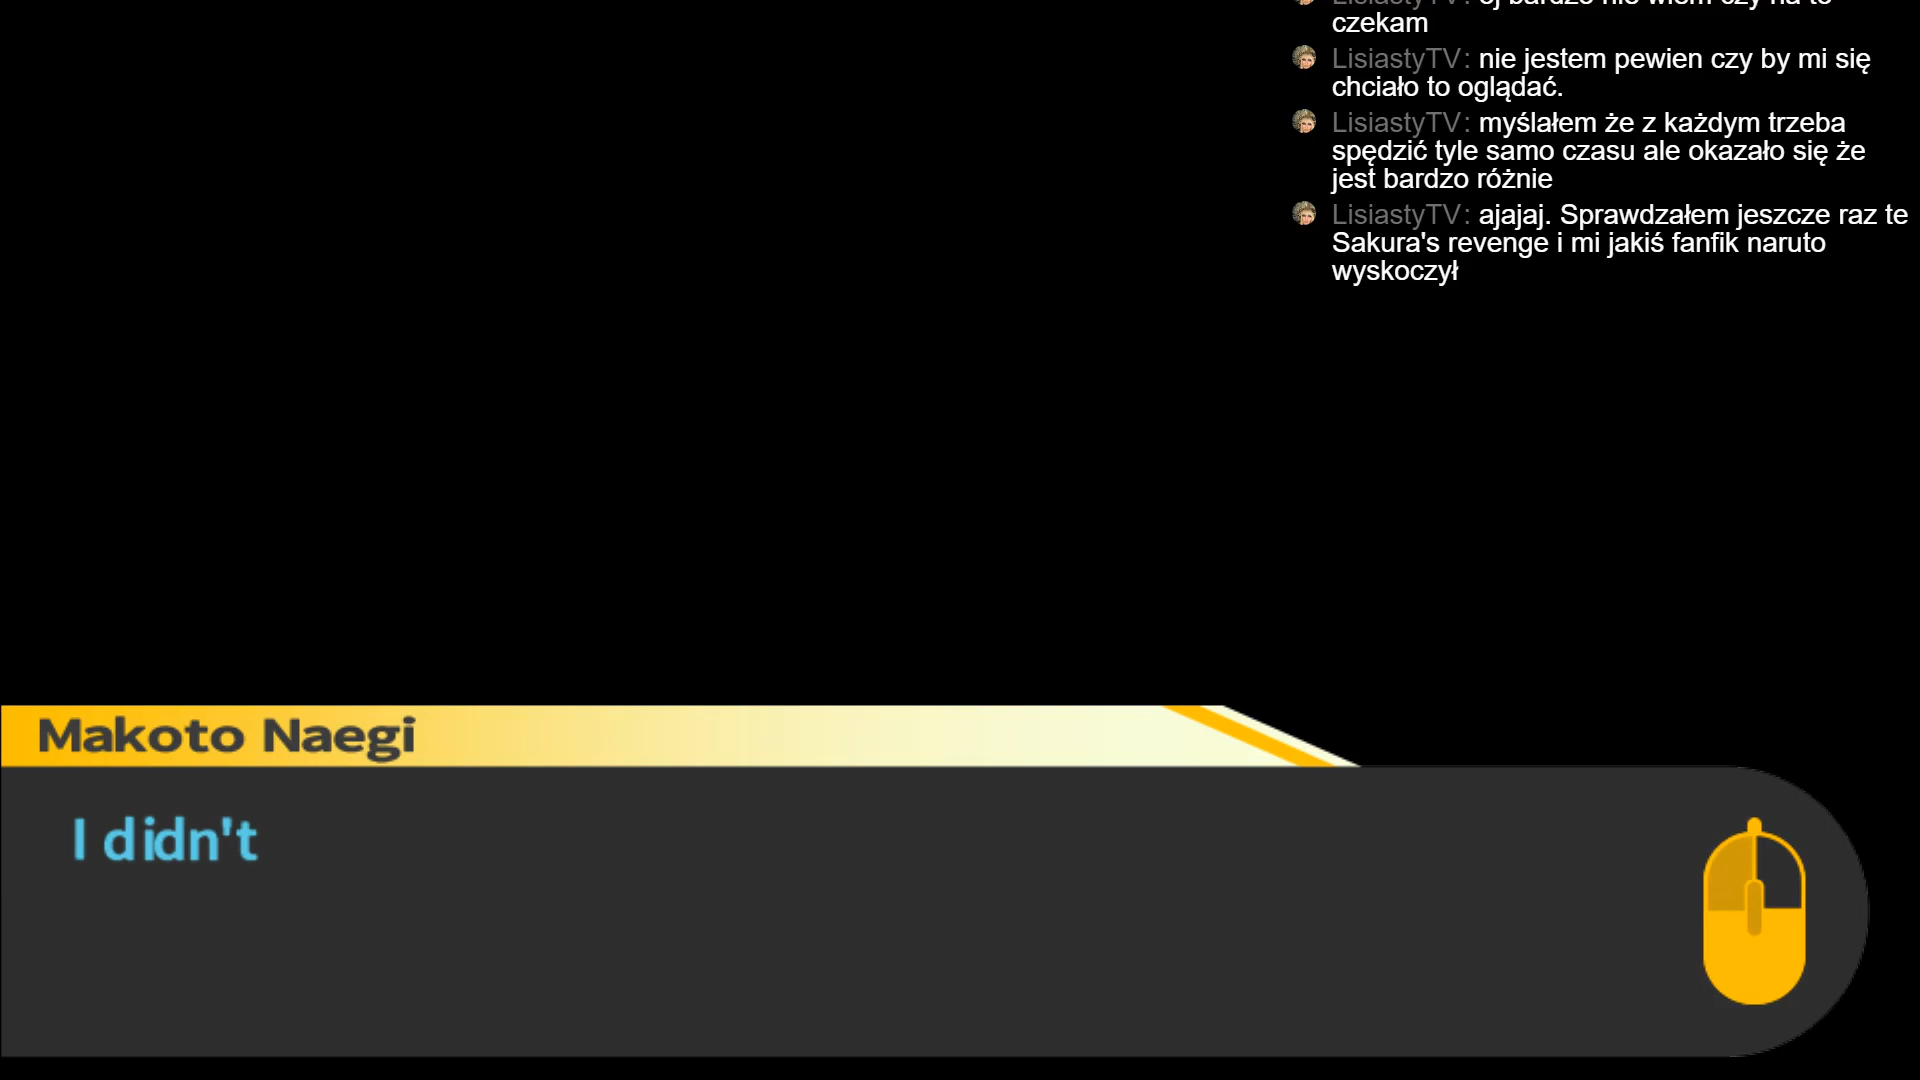 czekam
LisiastyTV: nie jestem pewien czy by mi się
chciało to oglądać.
LisiastyTV: myślałem że z każdym trzeba
spędzić tyle samo czasu ale okazało się że
jest bardzo różnie
LisiastyTV: ajajaj. Sprawdzałem jeszcze raz te
Sakura's revenge i mi jakiś fanfik naruto
wyskoczył
Makoto Naegi
I didn't